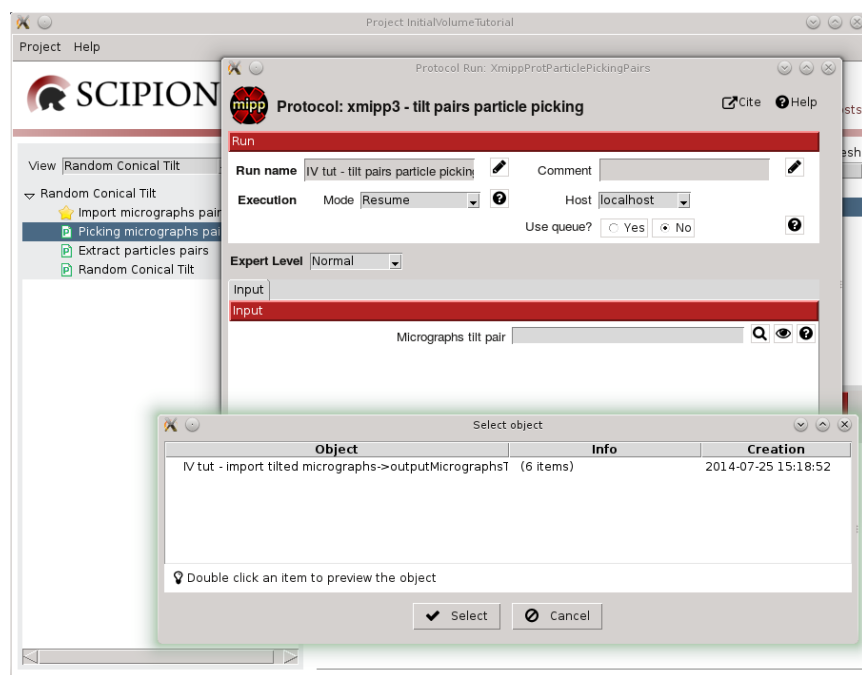 Project InitialVolumeTutorial
Project Help
SCIPION
View Random Conical Tilt
Random Conical Tilt
Import micrographs pair
Picking micrographs pai
Extract particles pairs
Random Conical Tilt
Protocol Run: XmippProtParticlePickingPairs
mipp
Protocol: xmipp3 - tilt pairs particle picking
Cite Help
Run
Run name IV tut - tilt pairs particle picking Comment
Execution Mode Resume Host localhost
Use queue? Yes No
Expert Level Normal
Input
Input
Micrographs tilt pair
sts
esh
Select object
Object Info Creation
IV tut - import tilted micrographs->outputMicrographsT (6 items) 2014-07-25 15:18:52
Double click an item to preview the object
Select Cancel